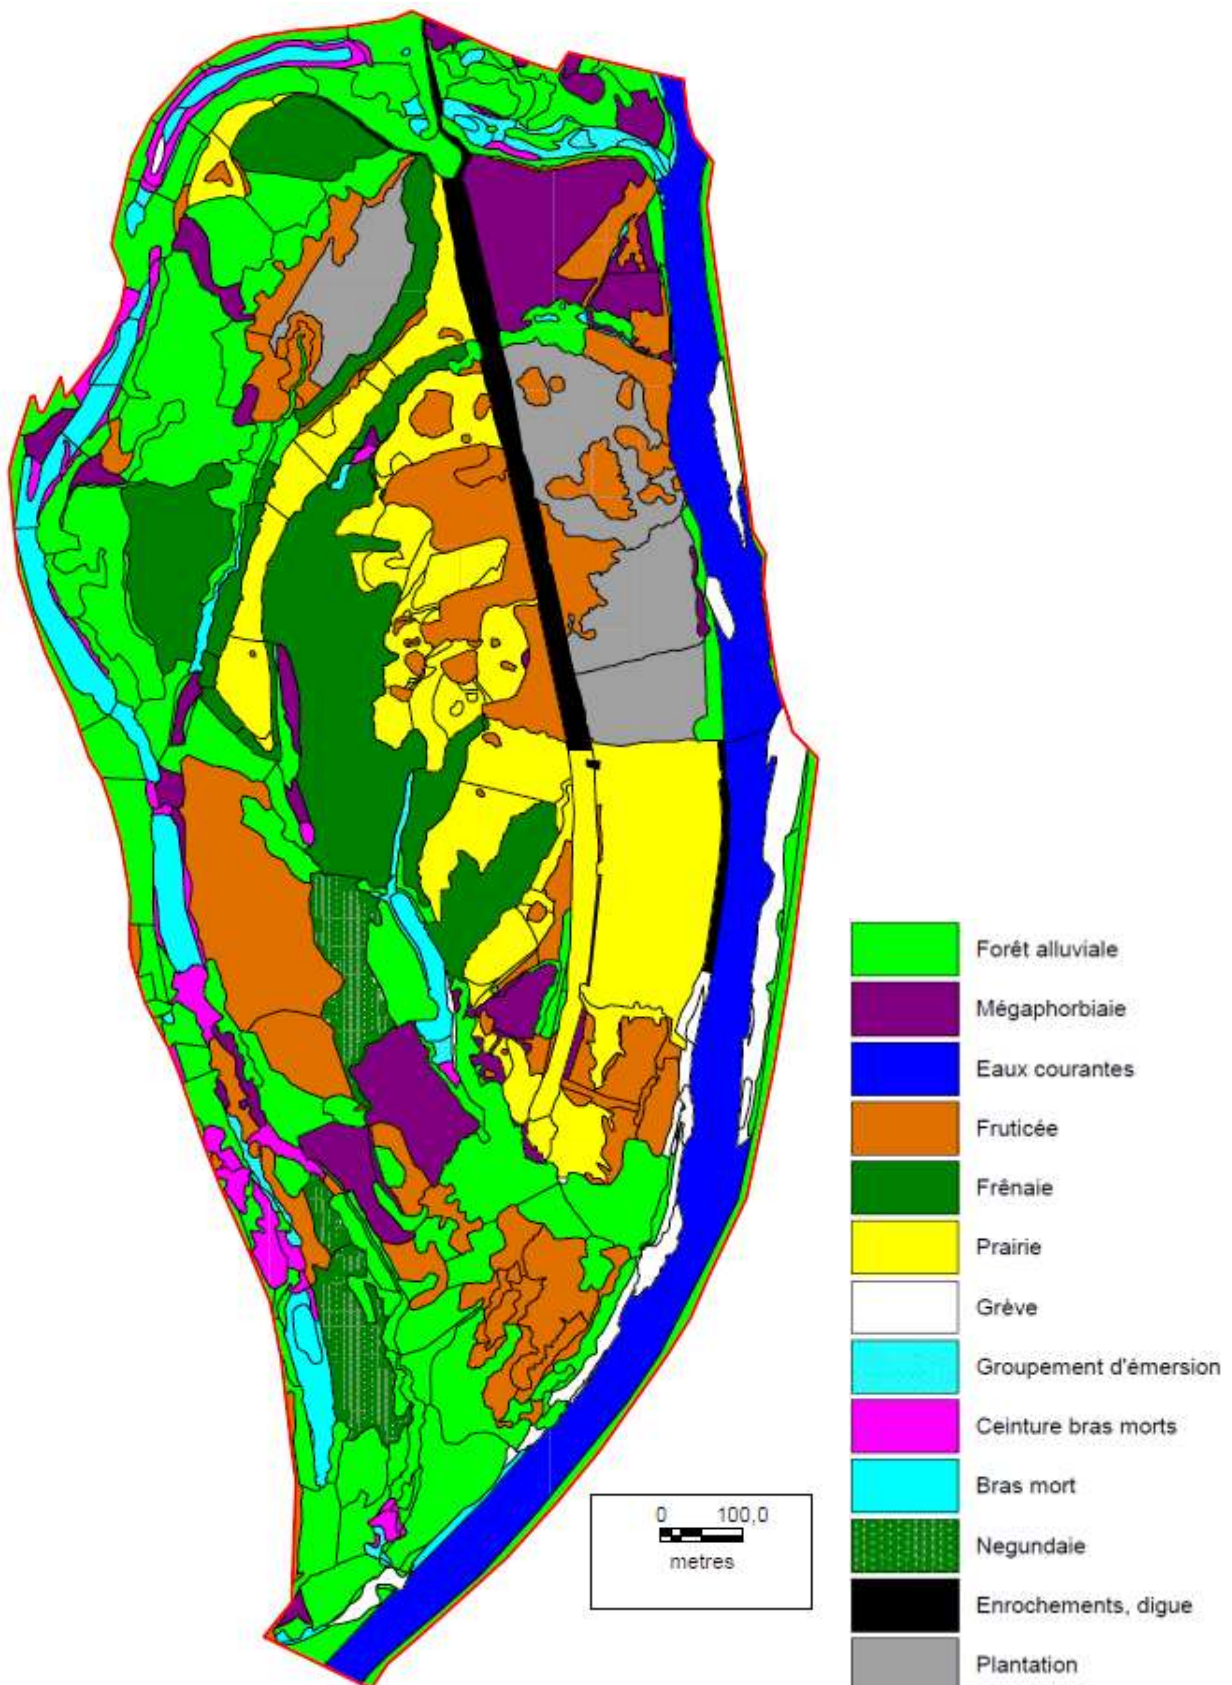 Forêt alluviale
Mégaphorbiaie
Eaux courantes
Fruticée
Frênaie
Prairie
Grève
Groupement d'émersion
Ceinture bras morts
Bras mort
Negundaie
Enrochements, digue
Plantation
0 100,0
metres